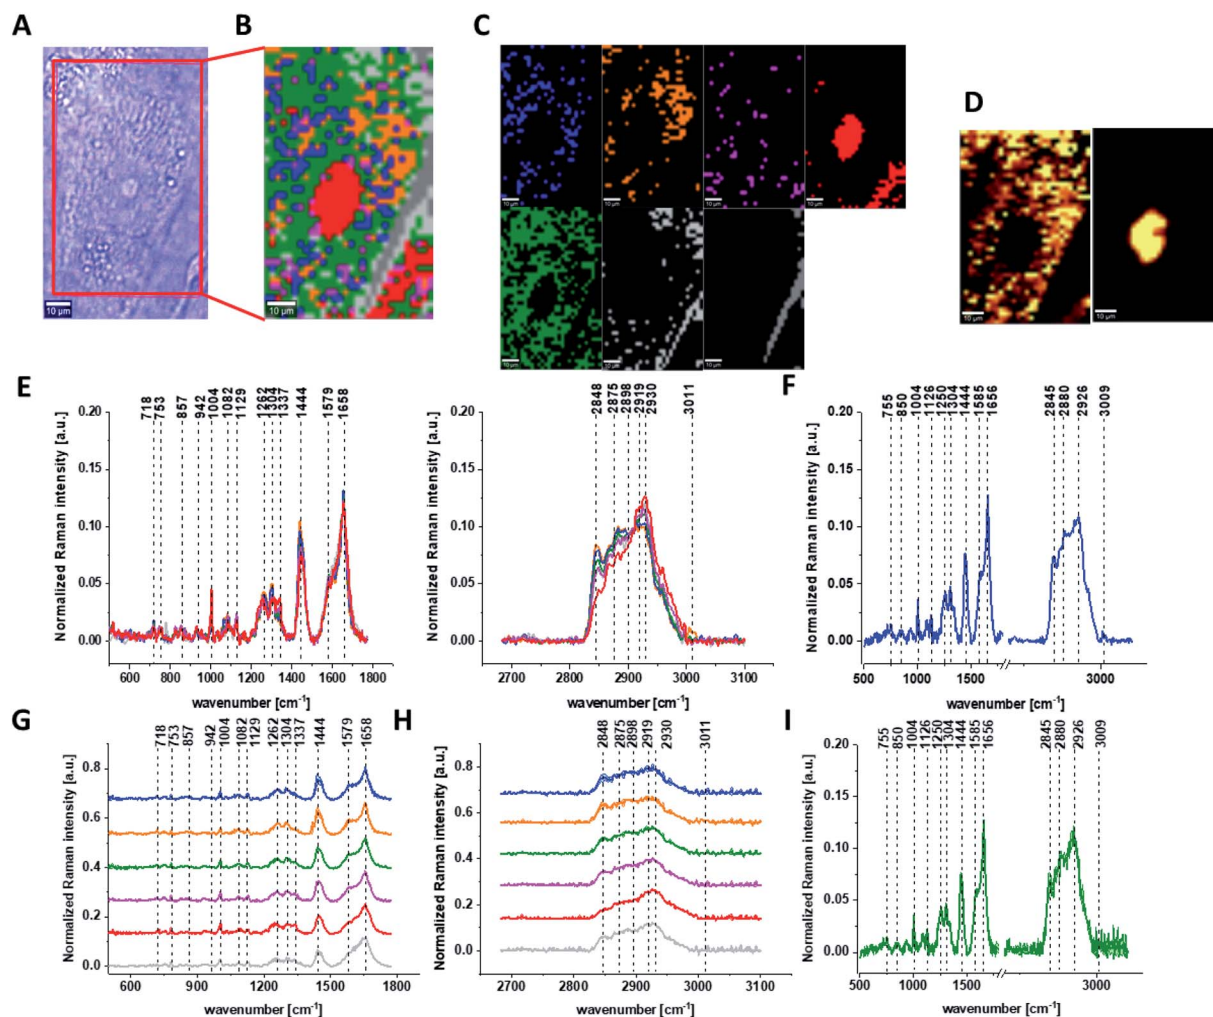 A
B
C
D
10 µm
10 µm
10 µm
10 µm
10 µm
10 µm
10 µm
10 µm
10 µm
10 µm
10 µm
E
718
753
857
942
1004
1082
1129
1262
1304
1337
1444
1579
1658
Normalized Raman intensity [a.u.]
0.20
0.15
0.10
0.05
0.00
600 800 1000 1200 1400 1600 1800
wavenumber [cm-1]
2848
2875
2898
2919
2930
3011
Normalized Raman intensity [a.u.]
0.20
0.15
0.10
0.05
0.00
2700 2800 2900 3000 3100
wavenumber [cm-1]
F
755
850
1004
1126
1250
1304
1444
1585
1656
2845
2880
2926
3009
Normalized Raman intensity [a.u.]
0.20
0.15
0.10
0.05
0.00
500 1000 1500 3000
wavenumber [cm-1]
G
718
753
857
942
1004
1082
1129
1262
1304
1337
1444
1579
1658
Normalized Raman intensity [a.u.]
0.8
0.6
0.4
0.2
0.0
600 800 1000 1200 1400 1600 1800
wavenumber [cm-1]
H
2848
2875
2898
2919
2930
3011
Normalized Raman intensity [a.u.]
0.8
0.6
0.4
0.2
0.0
2700 2800 2900 3000 3100
wavenumber [cm-1]
I
755
850
1004
1126
1250
1304
1444
1585
1656
2845
2880
2926
3009
Normalized Raman intensity [a.u.]
0.20
0.15
0.10
0.05
0.00
500 1000 1500 3000
wavenumber [cm-1]